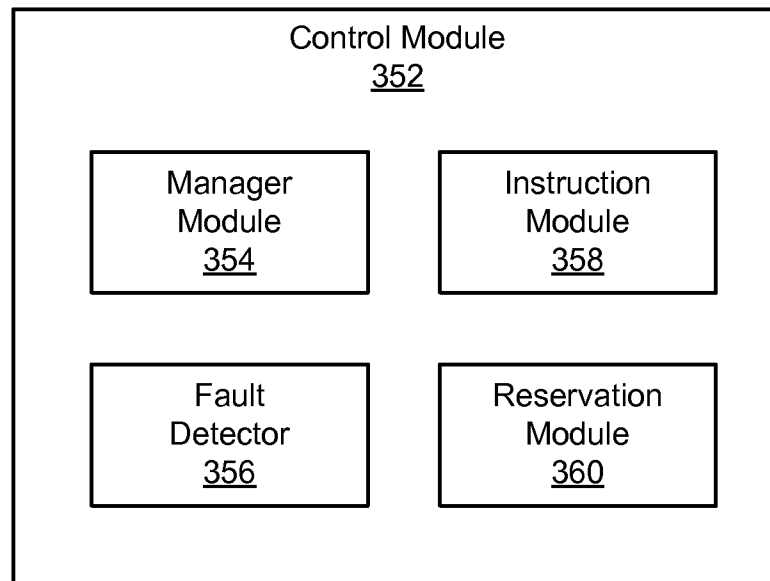 Control Module
352
Manager
Module
354
Instruction
Module
358
Fault
Detector
356
Reservation
Module
360